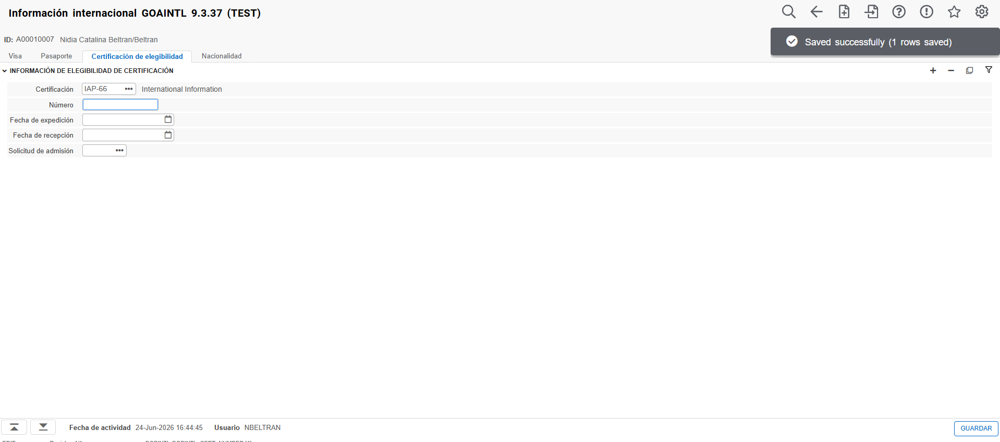 Información internacional GOAINTL 9.3.37 (TEST)
Saved successfully (1 rows saved)
ID: A00010007 Nidia Catalina Beltran/Beltran
Visa Pasaporte Certificación de elegibilidad Nacionalidad
INFORMACIÓN DE ELEGIBILIDAD DE CERTIFICACIÓN
Certificación IAP-66 International Information
Número
Fecha de expedición
Fecha de recepción
Solicitud de admisión
Fecha de actividad 24-Jun-2026 16:44:45 Usuario NBELTRAN
GUARDAR